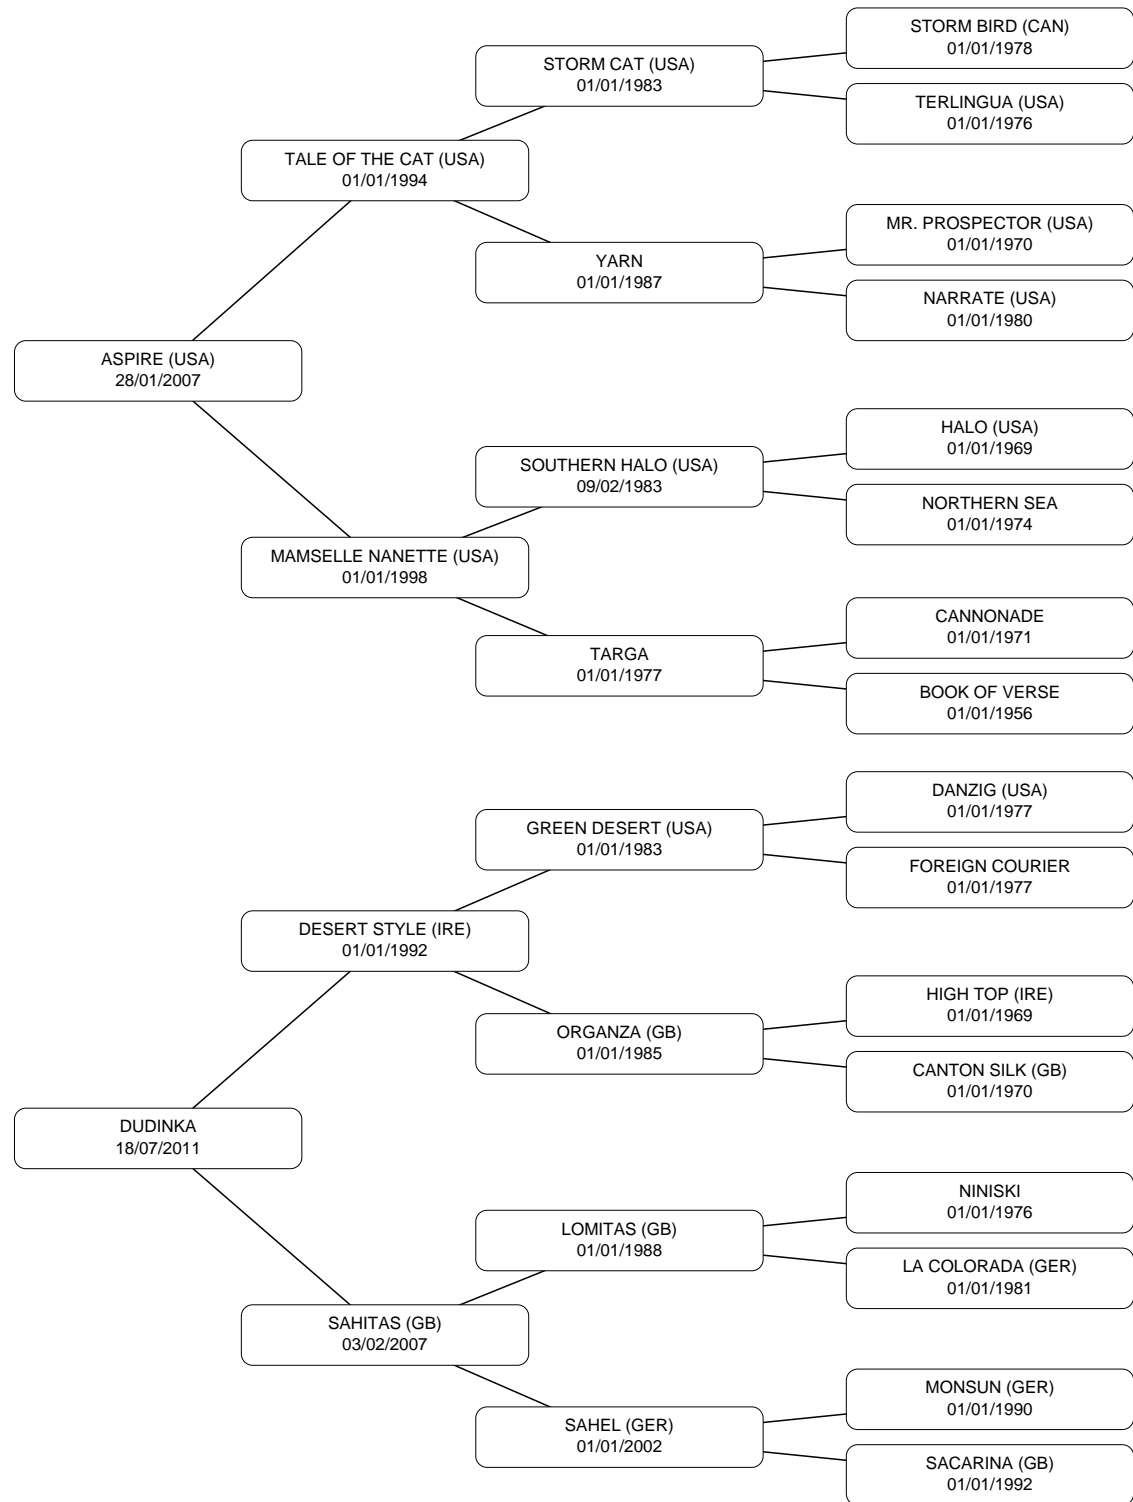 STORM BIRD (CAN)
01/01/1978
STORM CAT (USA)
01/01/1983
TERLINGUA (USA)
01/01/1976
TALE OF THE CAT (USA)
01/01/1994
MR. PROSPECTOR (USA)
01/01/1970
YARN
01/01/1987
NARRATE (USA)
01/01/1980
ASPIRE (USA)
28/01/2007
HALO (USA)
01/01/1969
SOUTHERN HALO (USA)
09/02/1983
NORTHERN SEA
01/01/1974
MAMSELLE NANETTE (USA)
01/01/1998
CANNONADE
01/01/1971
TARGA
01/01/1977
BOOK OF VERSE
01/01/1956
DANZIG (USA)
01/01/1977
GREEN DESERT (USA)
01/01/1983
FOREIGN COURIER
01/01/1977
DESERT STYLE (IRE)
01/01/1992
HIGH TOP (IRE)
01/01/1969
ORGANZA (GB)
01/01/1985
CANTON SILK (GB)
01/01/1970
DUDINKA
18/07/2011
NINISKI
01/01/1976
LOMITAS (GB)
01/01/1988
LA COLORADA (GER)
01/01/1981
SAHITAS (GB)
03/02/2007
MONSUN (GER)
01/01/1990
SAHEL (GER)
01/01/2002
SACARINA (GB)
01/01/1992